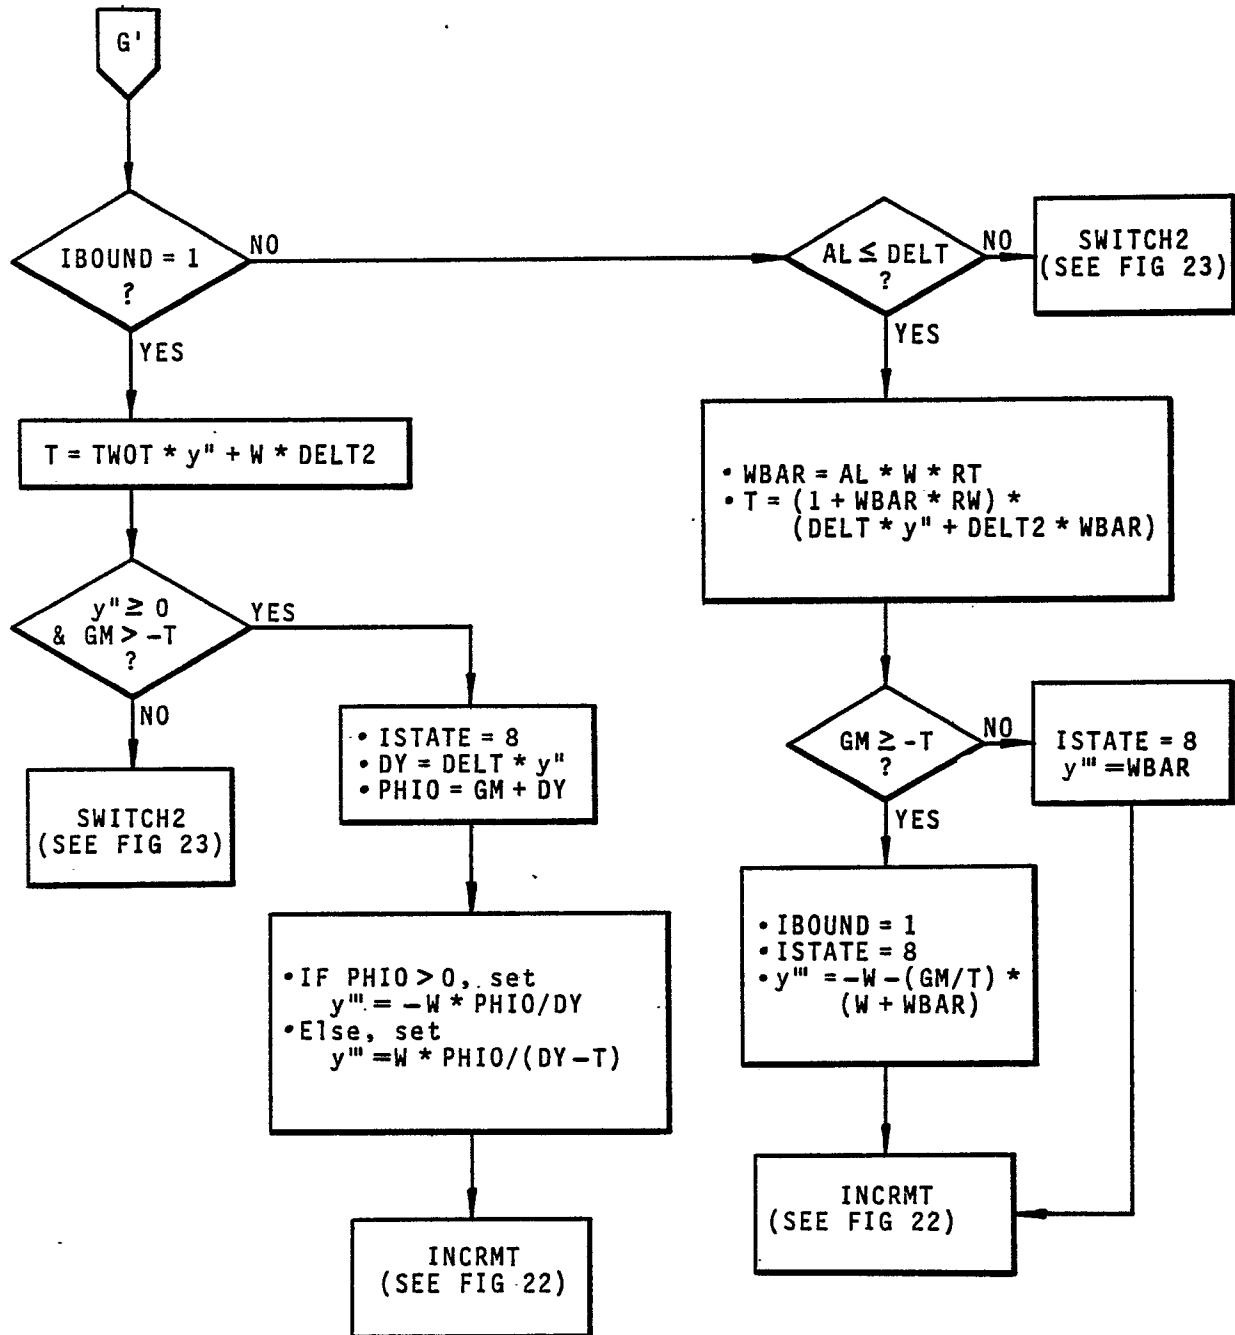 G'
IBOUND = 1
?
NO
YES
AL ≤ DELT
?
NO
SWITCH2
(SEE FIG 23)
YES
T = TWOT * y" + W * DELT2
• WBAR = AL * W * RT
• T = (1 + WBAR * RW) *
(DELT * y" + DELT2 * WBAR)
y" ≥ 0
& GM > -T
?
YES
NO
SWITCH2
(SEE FIG 23)
• ISTATE = 8
• DY = DELT * y"
• PHIO = GM + DY
GM ≥ -T
?
NO
ISTATE = 8
y"' = WBAR
YES
• IF PHIO > 0, set
y"' = -W * PHIO/DY
• Else, set
y"' = W * PHIO/(DY-T)
• IBOUND = 1
• ISTATE = 8
• y"' = -W -(GM/T) *
(W + WBAR)
INCRMT
(SEE FIG 22)
INCRMT
(SEE FIG 22)